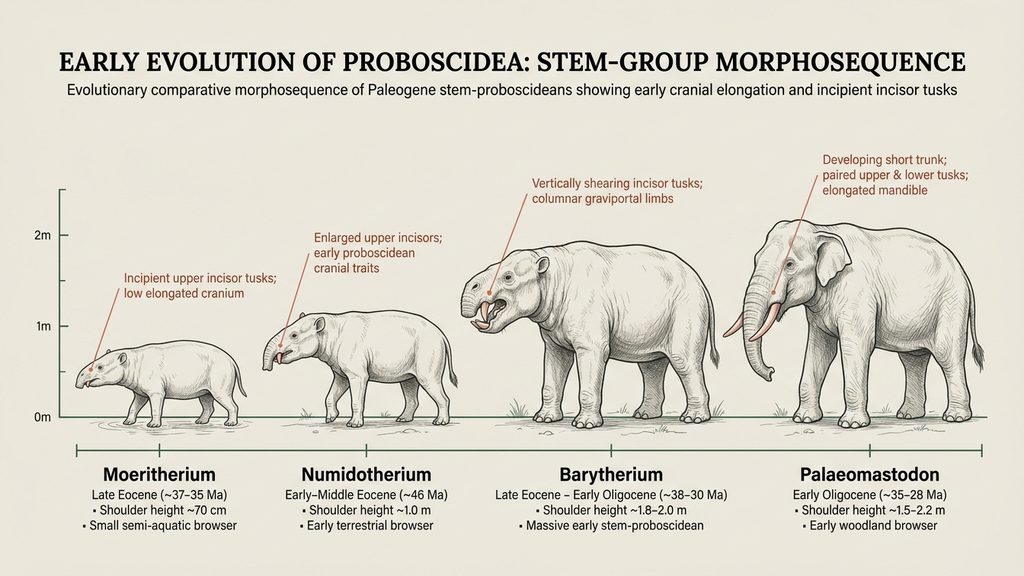 EARLY EVOLUTION OF PROBOSCIDEA: STEM-GROUP MORPHOSEQUENCE
Evolutionary comparative morphosequence of Paleogene stem-proboscideans showing early cranial elongation and incipient incisor tusks
2m
1m
0m
Incipient upper incisor tusks;
low elongated cranium
Enlarged upper incisors;
early proboscidean
cranial traits
Vertically shearing incisor tusks;
columnar graviportal limbs
Developing short trunk;
paired upper & lower tusks;
elongated mandible
Moeritherium
Late Eocene (~37–35 Ma)
▪ Shoulder height ~70 cm
▪ Small semi-aquatic browser
Numidotherium
Early–Middle Eocene (~46 Ma)
▪ Shoulder height ~1.0 m
▪ Early terrestrial browser
Barytherium
Late Eocene – Early Oligocene (~38–30 Ma)
▪ Shoulder height ~1.8–2.0 m
▪ Massive early stem-proboscidean
Palaeomastodon
Early Oligocene (~35–28 Ma)
▪ Shoulder height ~1.5–2.2 m
▪ Early woodland browser